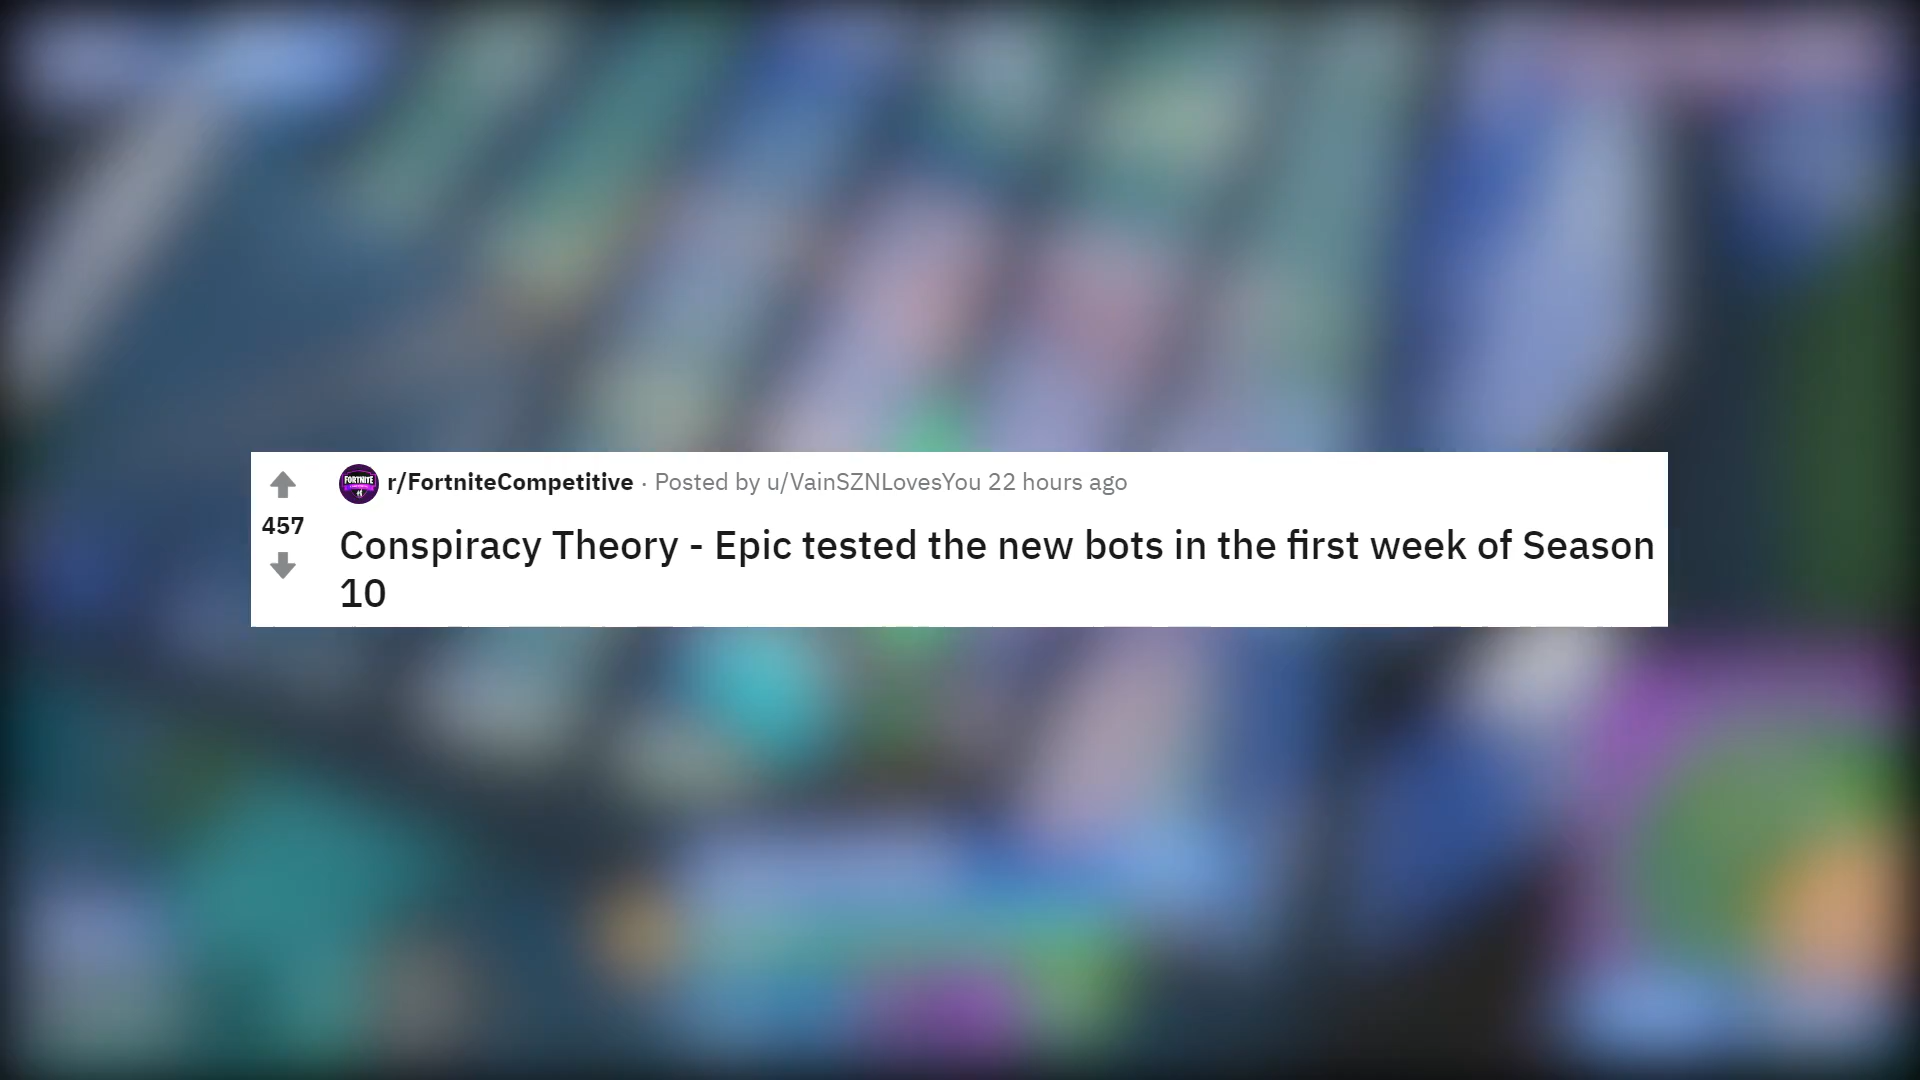 r/FortniteCompetitive · Posted by u/VainSZNLovesYou 22 hours ago
457
Conspiracy Theory - Epic tested the new bots in the first week of Season
10
FORTNITE